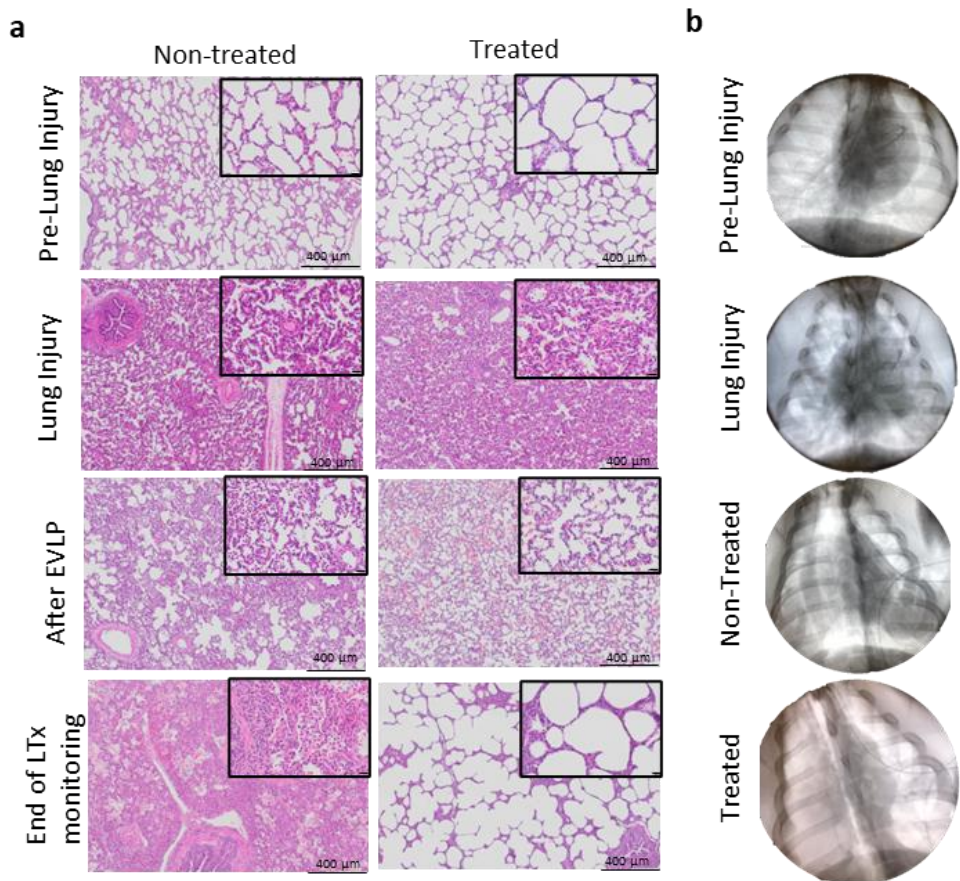 a
b
Non-treated
Treated
Pre-Lung Injury
400 µm
400 µm
Pre-Lung Injury
Lung Injury
400 µm
400 µm
Lung Injury
After EVLP
400 µm
400 µm
Non-Treated
End of LTx
monitoring
400 µm
400 µm
Treated